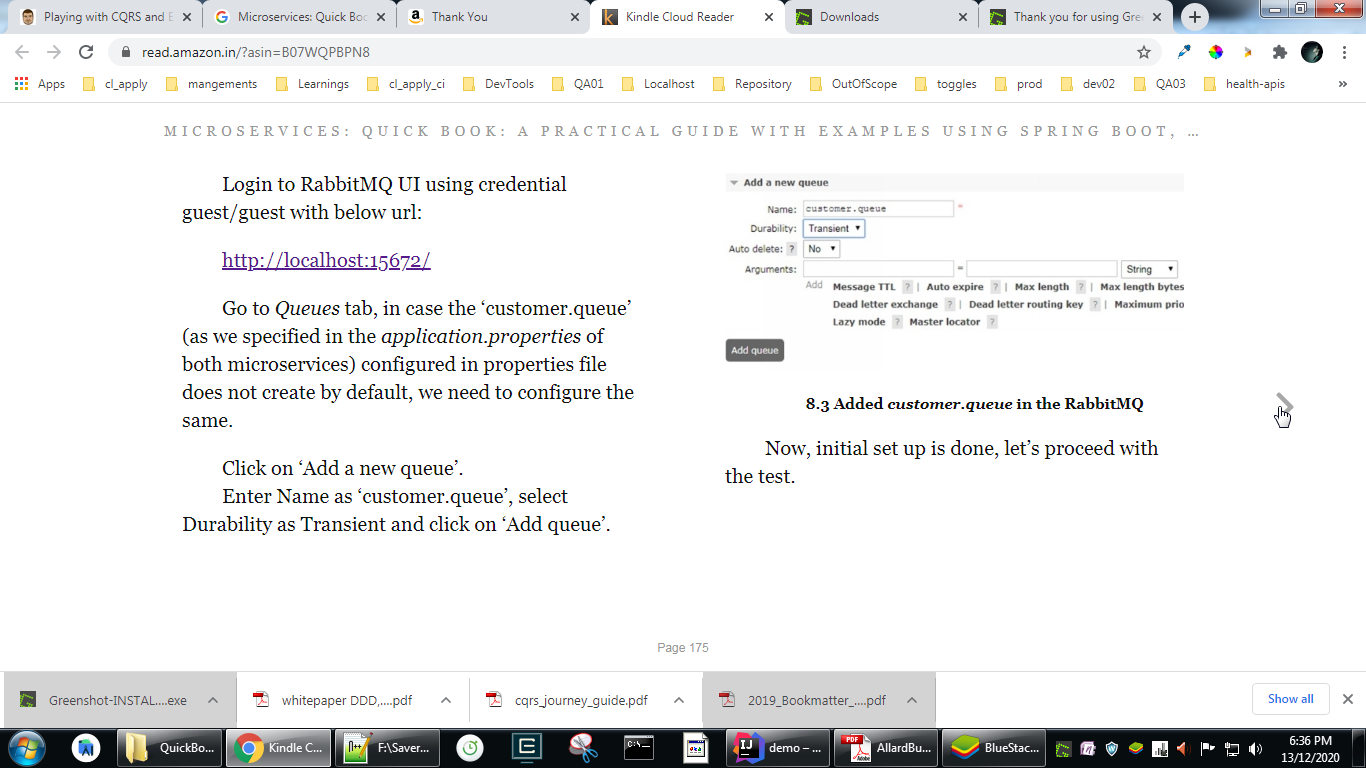 Playing with CQRS and E
Microservices: Quick Boo
Thank You
Kindle Cloud Reader
Downloads
Thank you for using Gre
read.amazon.in/?asin=B07WQPBPN8
Apps
cl_apply
mangements
Learnings
cl_apply_ci
DevTools
QA01
Localhost
Repository
OutOfScope
toggles
prod
dev02
QA03
health-apis
»
MICROSERVICES: QUICK BOOK: A PRACTICAL GUIDE WITH EXAMPLES USING SPRING BOOT, …
Login to RabbitMQ UI using credential
guest/guest with below url:
http://localhost:15672/
Go to Queues tab, in case the ‘customer.queue’
(as we specified in the application.properties of
both microservices) configured in properties file
does not create by default, we need to configure the
same.
Click on ‘Add a new queue’.
Enter Name as ‘customer.queue’, select
Durability as Transient and click on ‘Add queue’.
Add a new queue
Name: customer.queue *
Durability: Transient
Auto delete: ? No
Arguments: = String
Add Message TTL ? | Auto expire ? | Max length ? | Max length bytes
Dead letter exchange ? | Dead letter routing key ? | Maximum prio
Lazy mode ? Master locator ?
Add queue
8.3 Added customer.queue in the RabbitMQ
Now, initial set up is done, let’s proceed with
the test.
Page 175
Greenshot-INSTAL....exe
whitepaper DDD,....pdf
cqrs_journey_guide.pdf
2019_Bookmatter_....pdf
Show all
QuickBo...
Kindle C...
F:\Saver...
demo – ...
AllardBu...
BlueStac...
6:36 PM
13/12/2020